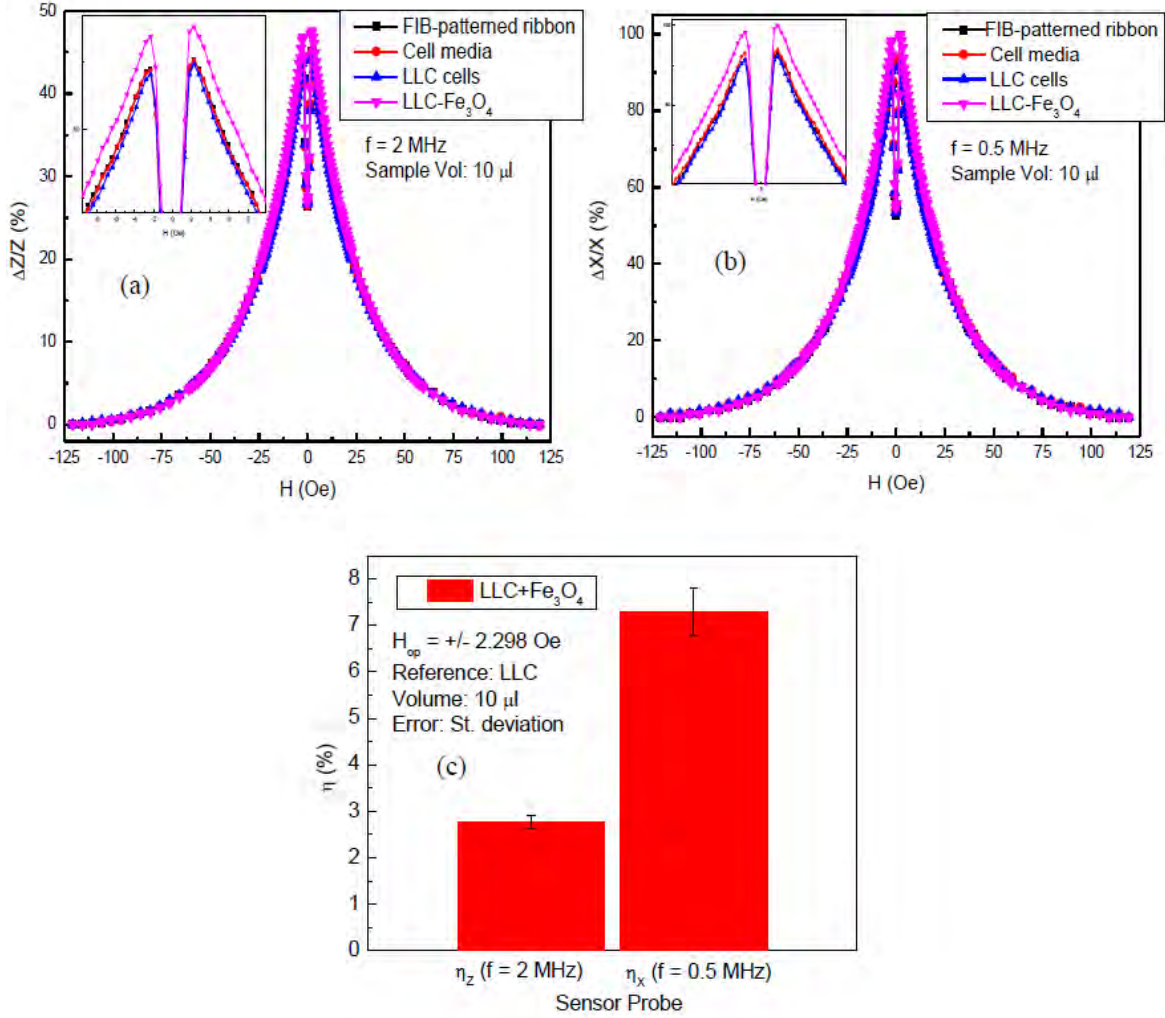 50
40
30
20
10
0
ΔZ/Z (%)
FIB-patterned ribbon
Cell media
LLC cells
LLC-Fe3O4
f = 2 MHz
Sample Vol: 10 μl
H (Oe)
(a)
-125 -100 -75 -50 -25 0 25 50 75 100 125
H (Oe)
100
80
60
40
20
0
ΔX/X (%)
FIB-patterned ribbon
Cell media
LLC cells
LLC-Fe3O4
f = 0.5 MHz
Sample Vol: 10 μl
H (Oe)
(b)
-125 -100 -75 -50 -25 0 25 50 75 100 125
H (Oe)
8
7
6
5
4
3
2
1
0
η (%)
LLC+Fe3O4
Hop = +/- 2.298 Oe
Reference: LLC
Volume: 10 μl
Error: St. deviation
(c)
ηZ (f = 2 MHz) ηX (f = 0.5 MHz)
Sensor Probe